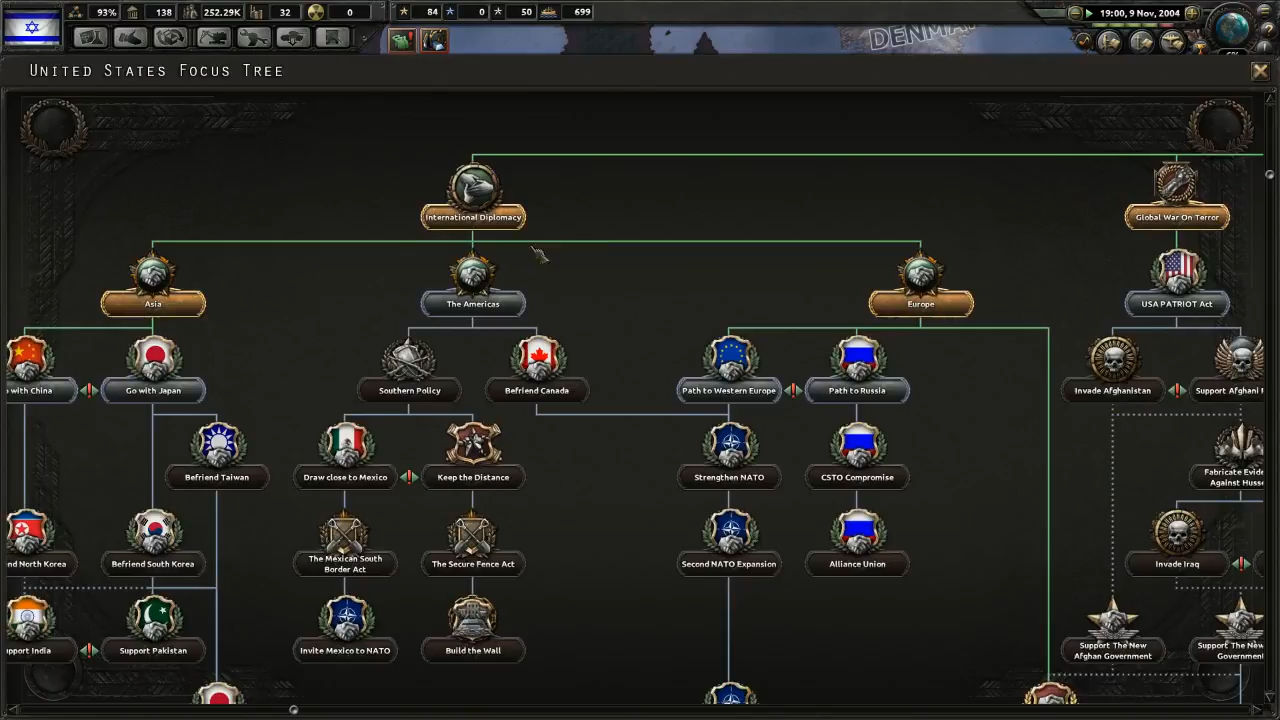 93%
138
252.29K
32
0
84
0
50
699
19:00, 9 Nov, 2004
DENMA
United States Focus Tree
International Diplomacy
Global War On Terror
Asia
The Americas
Europe
USA PATRIOT Act
with China
Go with Japan
Southern Policy
Befriend Canada
Path to Western Europe
Path to Russia
Invade Afghanistan
Support Afghani
Befriend Taiwan
Draw close to Mexico
Keep the Distance
Strengthen NATO
CSTO Compromise
Fabricate Evide
Against Husse
nd North Korea
Befriend South Korea
The Mexican South
Border Act
The Secure Fence Act
Second NATO Expansion
Alliance Union
Invade Iraq
pport India
Support Pakistan
Invite Mexico to NATO
Build the Wall
Support The New
Afghan Government
Support The New
Government